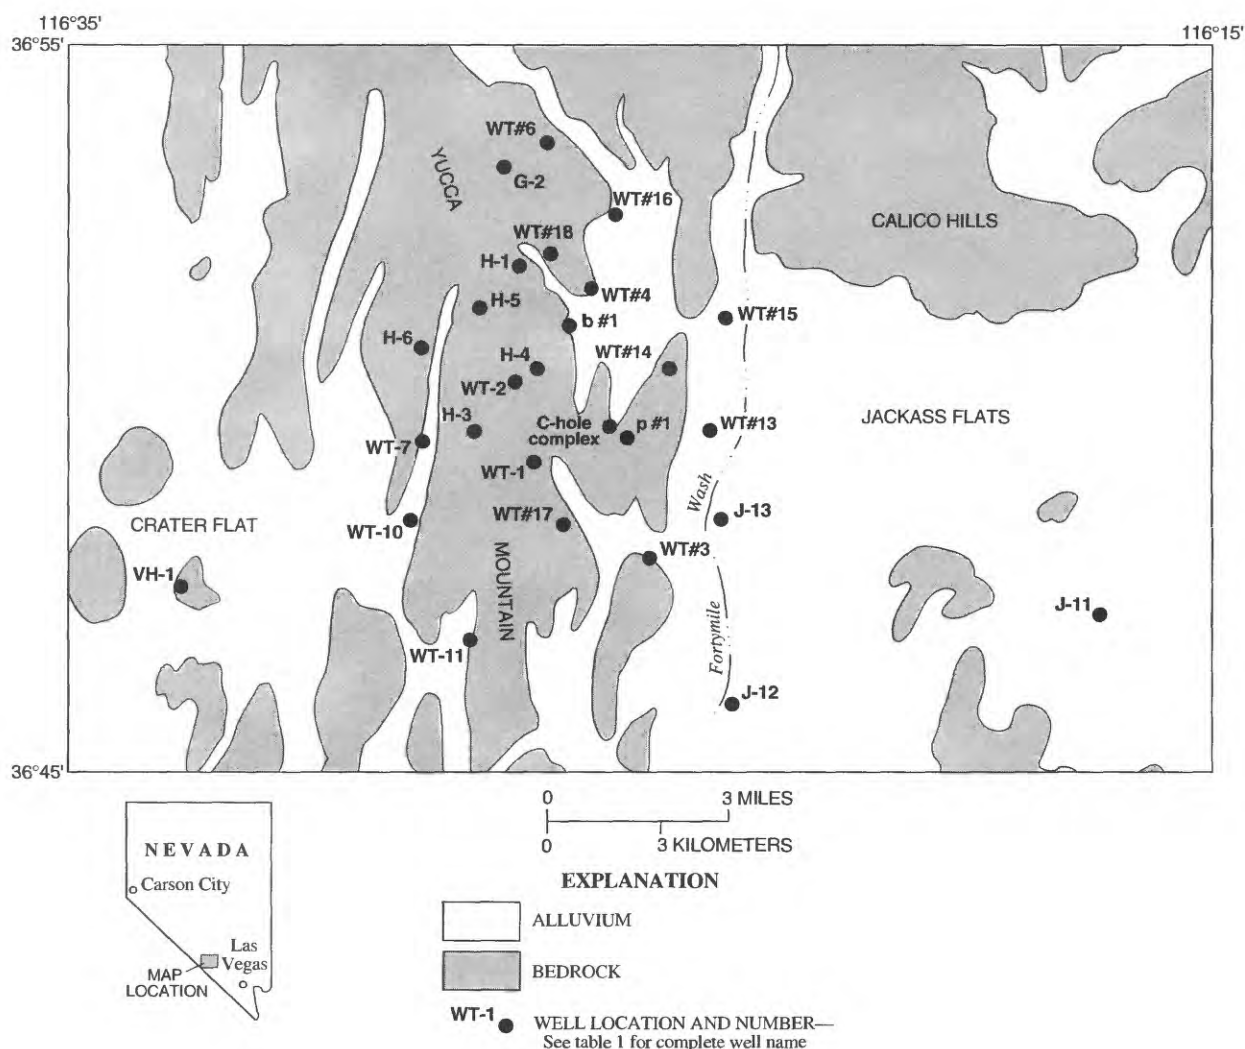 116°35'
116°15'
36°55'
WT#6
YUCCA
G-2
WT#16
CALICO HILLS
WT#18
H-1
WT#4
H-5
b #1
WT#15
H-6
H-4
WT#14
WT-2
JACKASS FLATS
H-3
C-hole
complex
p #1
WT#13
WT-7
WT-1
Wash
J-13
WT#17
CRATER FLAT
WT-10
WT#3
MOUNTAIN
VH-1
J-11
Fortymile
WT-11
J-12
36°45'
0
3 MILES
0
3 KILOMETERS
NEVADA
Carson City
Las
Vegas
MAP
LOCATION
EXPLANATION
ALLUVIUM
BEDROCK
WT-1
WELL LOCATION AND NUMBER—
See table 1 for complete well name